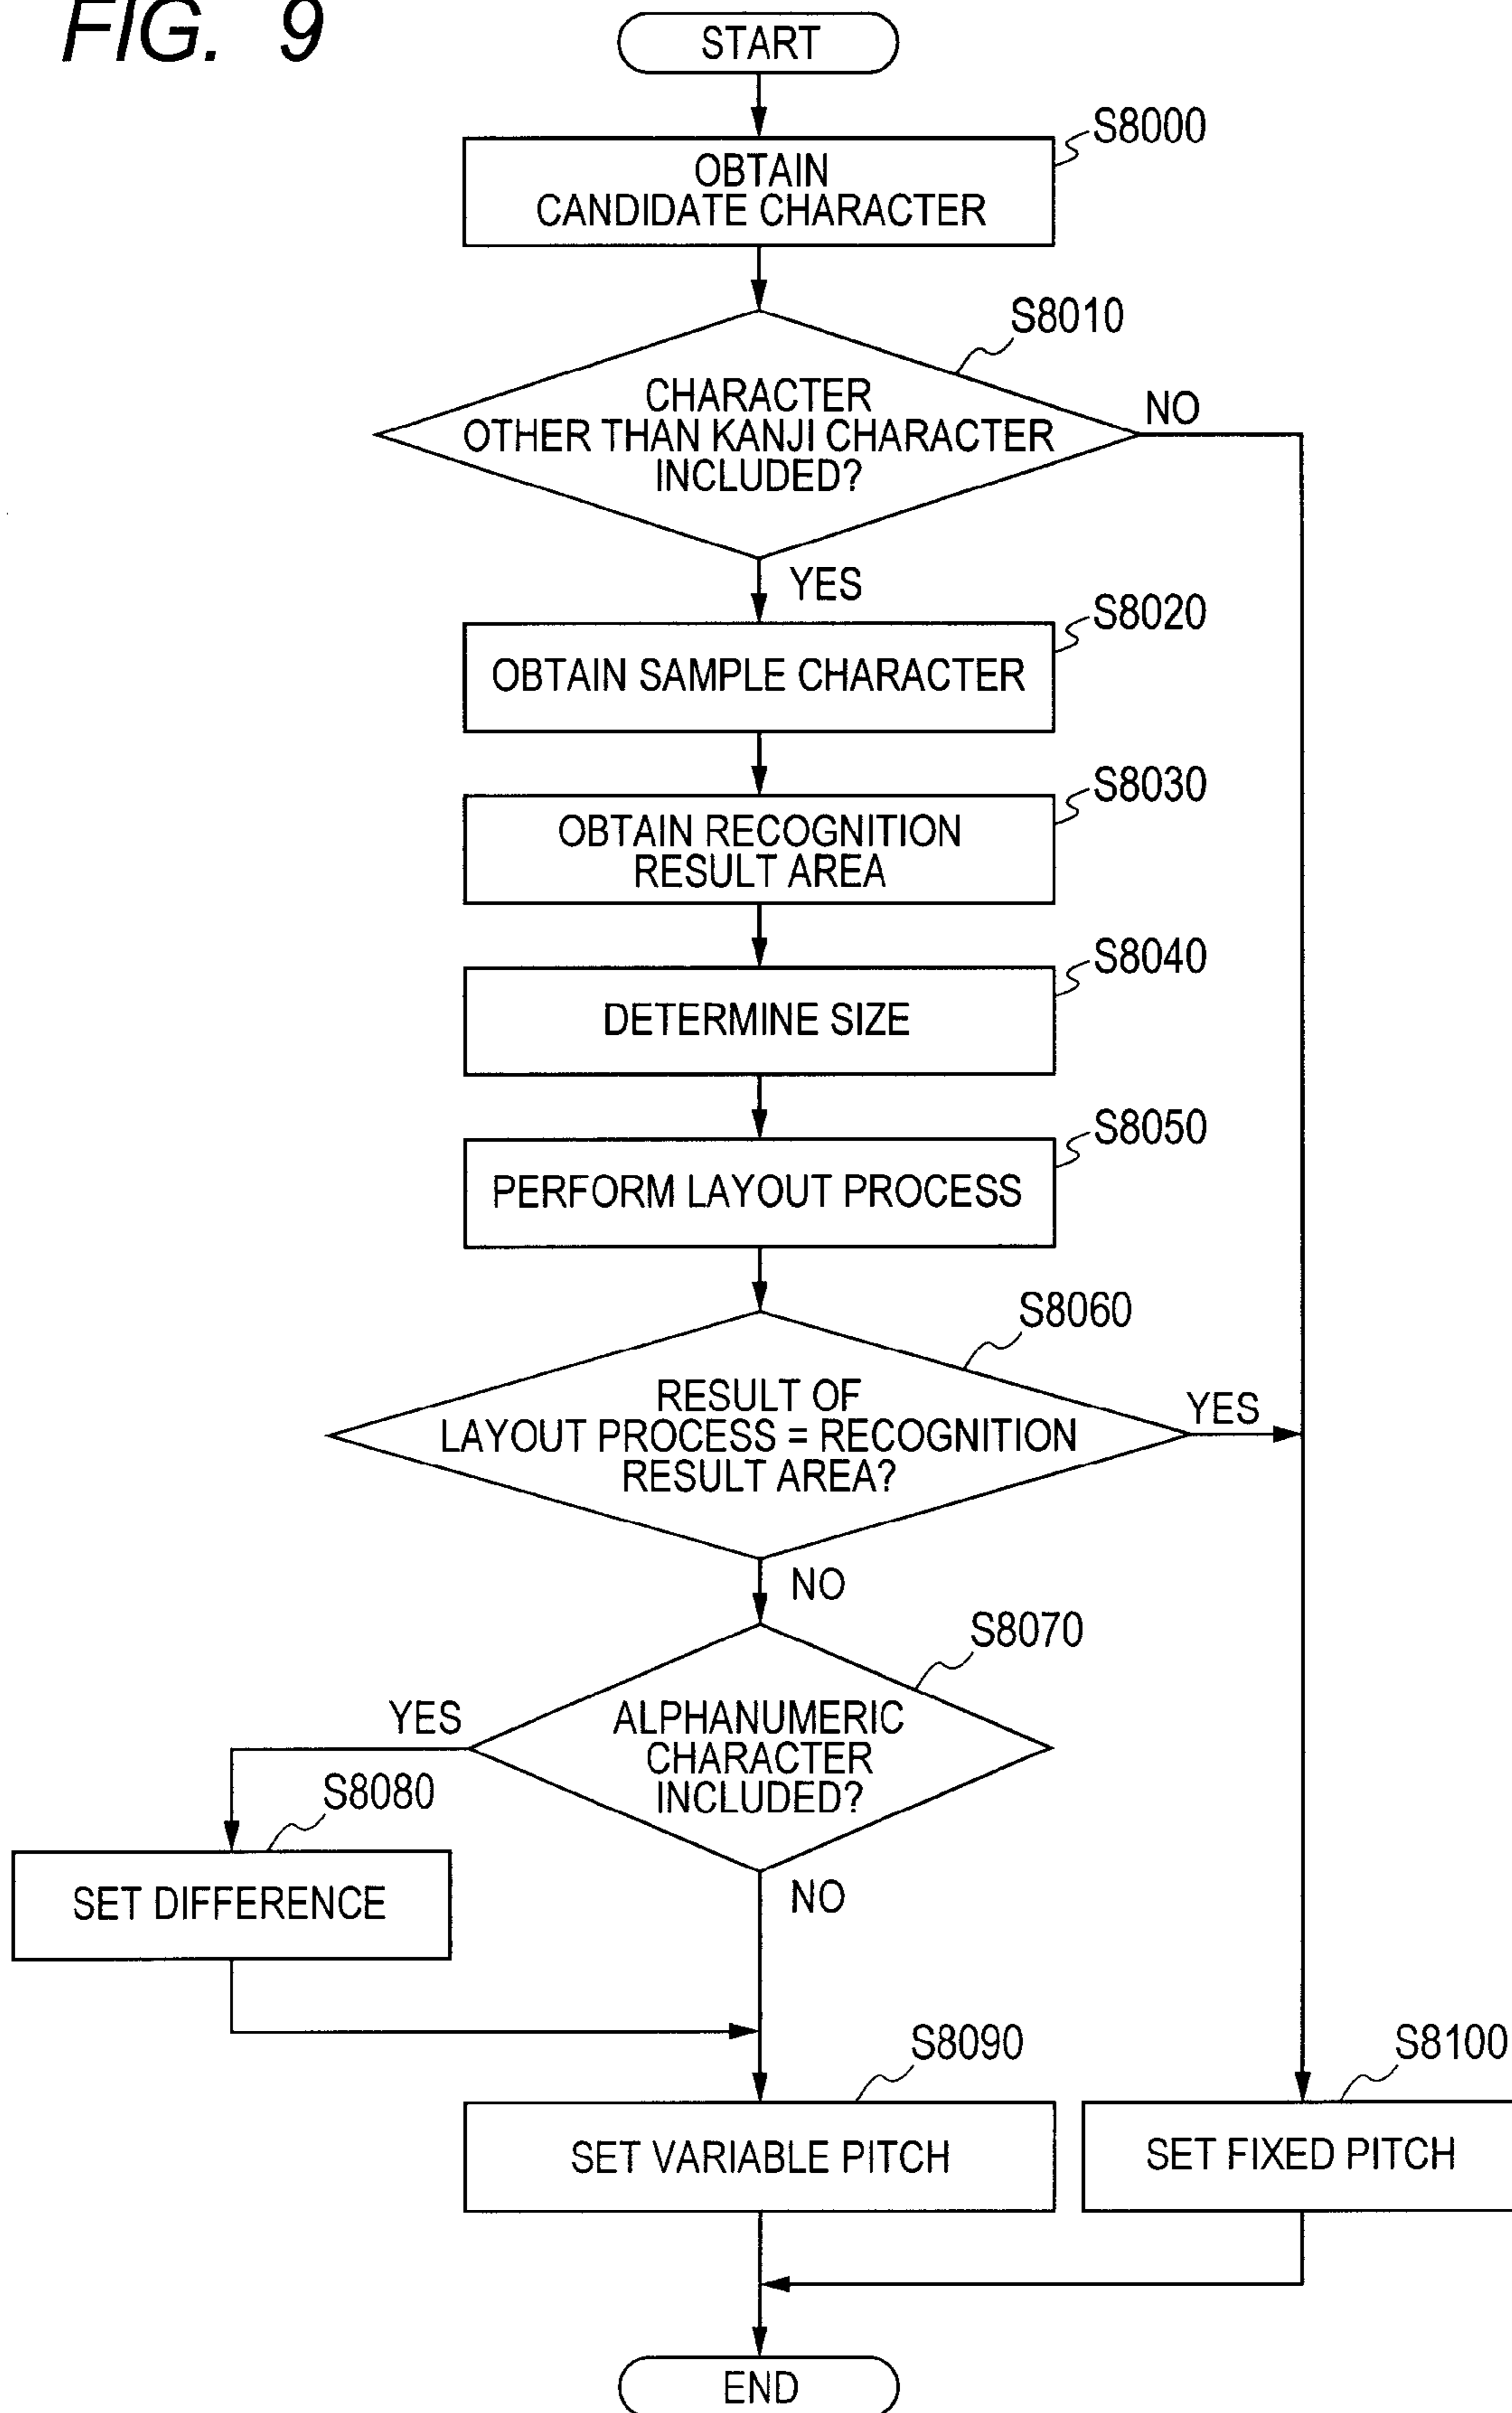 FIG. 9
START
S8000
OBTAIN
CANDIDATE CHARACTER
S8010
CHARACTER
OTHER THAN KANJI CHARACTER
INCLUDED?
NO
YES
S8020
OBTAIN SAMPLE CHARACTER
S8030
OBTAIN RECOGNITION
RESULT AREA
S8040
DETERMINE SIZE
S8050
PERFORM LAYOUT PROCESS
S8060
RESULT OF
LAYOUT PROCESS = RECOGNITION
RESULT AREA?
YES
NO
S8070
ALPHANUMERIC
CHARACTER
INCLUDED?
YES
S8080
SET DIFFERENCE
NO
S8090
SET VARIABLE PITCH
S8100
SET FIXED PITCH
END